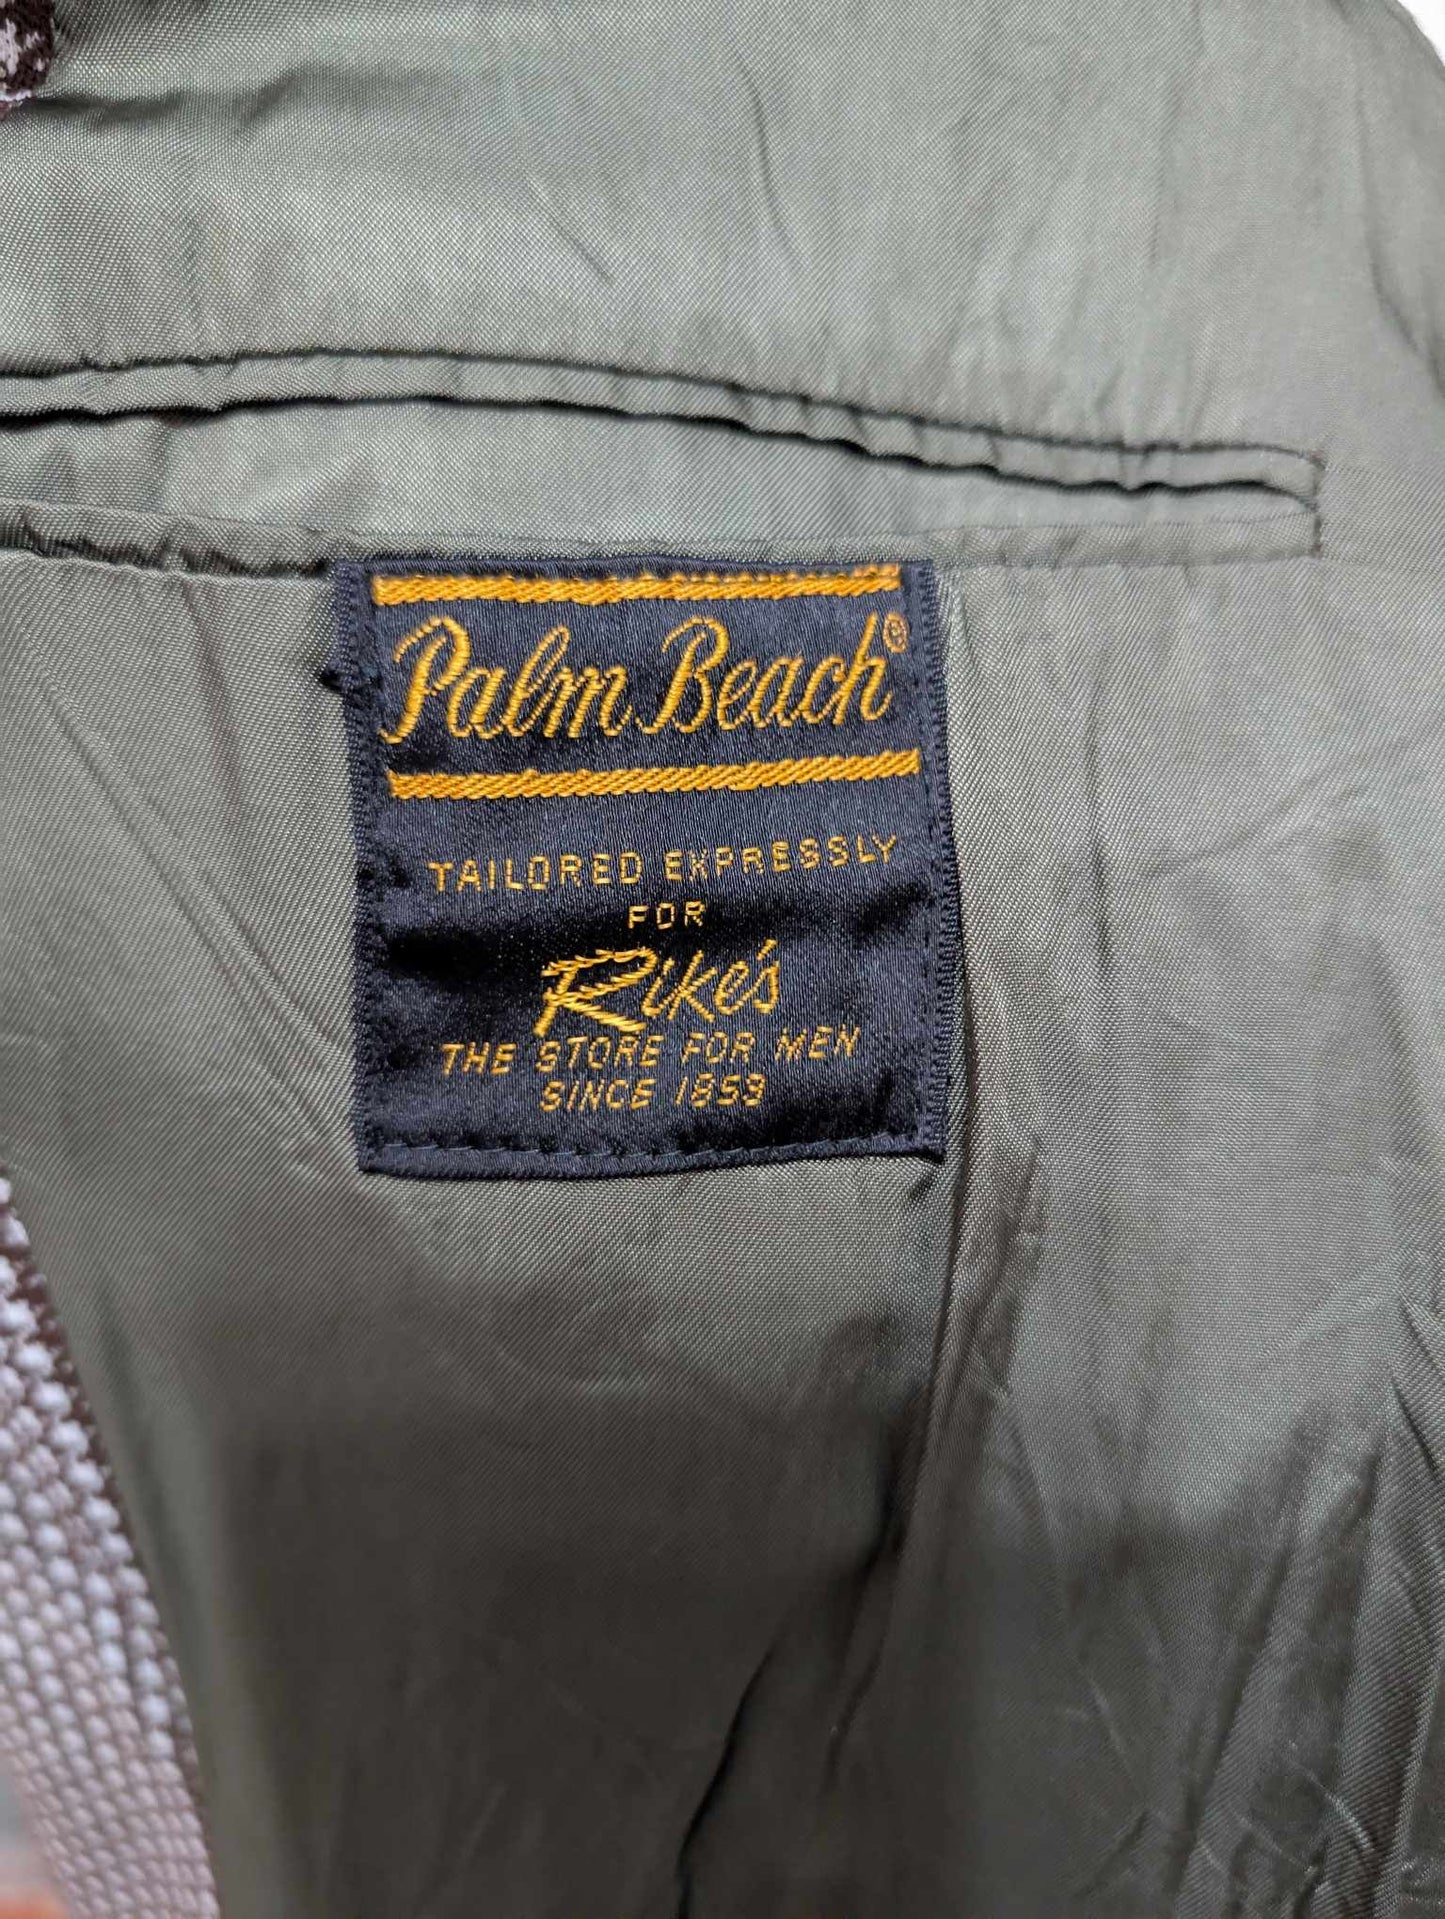 Palm Beach®
TAILORED EXPRESSLY
FOR
Rike's
THE STORE FOR MEN
SINCE 1853